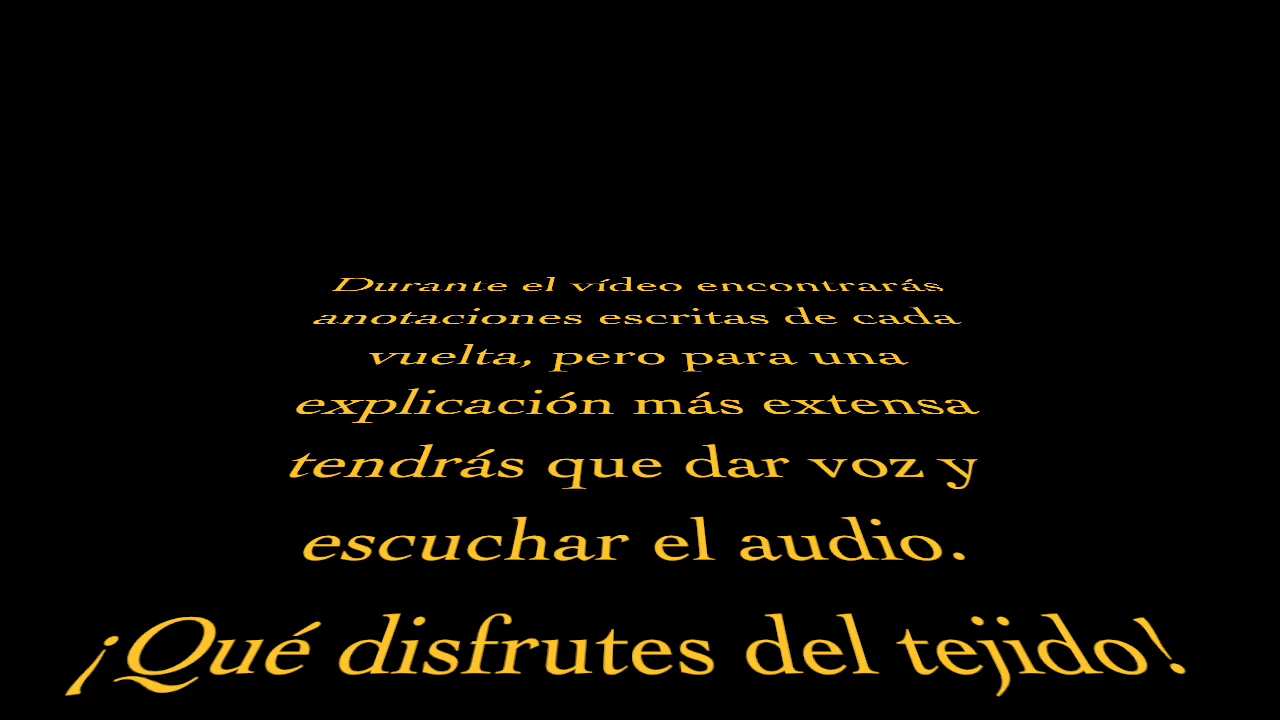 Durante el vídeo encontrarás
anotaciones escritas de cada
vuelta, pero para una
explicación más extensa
tendrás que dar voz y
escuchar el audio.
¡Qué disfrutes del tejido!